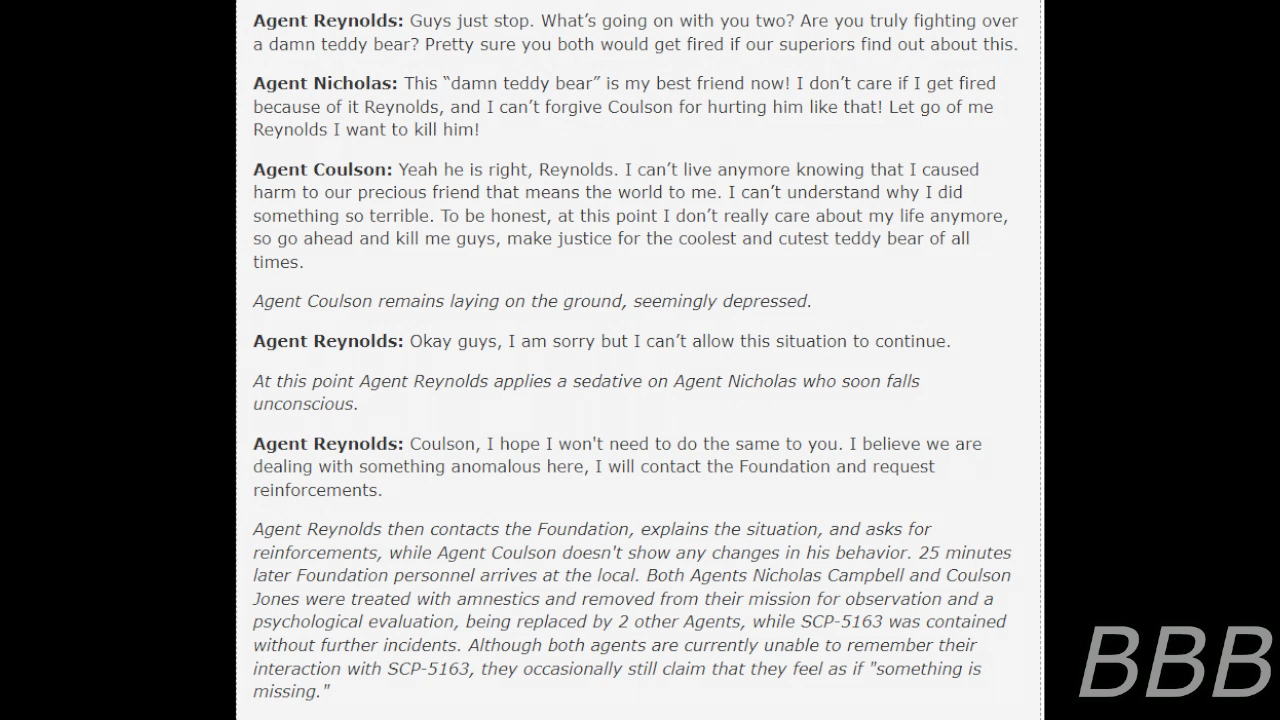 Agent Reynolds: Guys just stop. What’s going on with you two? Are you truly fighting over
a damn teddy bear? Pretty sure you both would get fired if our superiors find out about this.
Agent Nicholas: This “damn teddy bear” is my best friend now! I don’t care if I get fired
because of it Reynolds, and I can’t forgive Coulson for hurting him like that! Let go of me
Reynolds I want to kill him!
Agent Coulson: Yeah he is right, Reynolds. I can’t live anymore knowing that I caused
harm to our precious friend that means the world to me. I can’t understand why I did
something so terrible. To be honest, at this point I don’t really care about my life anymore,
so go ahead and kill me guys, make justice for the coolest and cutest teddy bear of all
times.
Agent Coulson remains laying on the ground, seemingly depressed.
Agent Reynolds: Okay guys, I am sorry but I can’t allow this situation to continue.
At this point Agent Reynolds applies a sedative on Agent Nicholas who soon falls
unconscious.
Agent Reynolds: Coulson, I hope I won't need to do the same to you. I believe we are
dealing with something anomalous here, I will contact the Foundation and request
reinforcements.
Agent Reynolds then contacts the Foundation, explains the situation, and asks for
reinforcements, while Agent Coulson doesn't show any changes in his behavior. 25 minutes
later Foundation personnel arrives at the local. Both Agents Nicholas Campbell and Coulson
Jones were treated with amnestics and removed from their mission for observation and a
psychological evaluation, being replaced by 2 other Agents, while SCP-5163 was contained
without further incidents. Although both agents are currently unable to remember their
interaction with SCP-5163, they occasionally still claim that they feel as if "something is
missing."
BBB